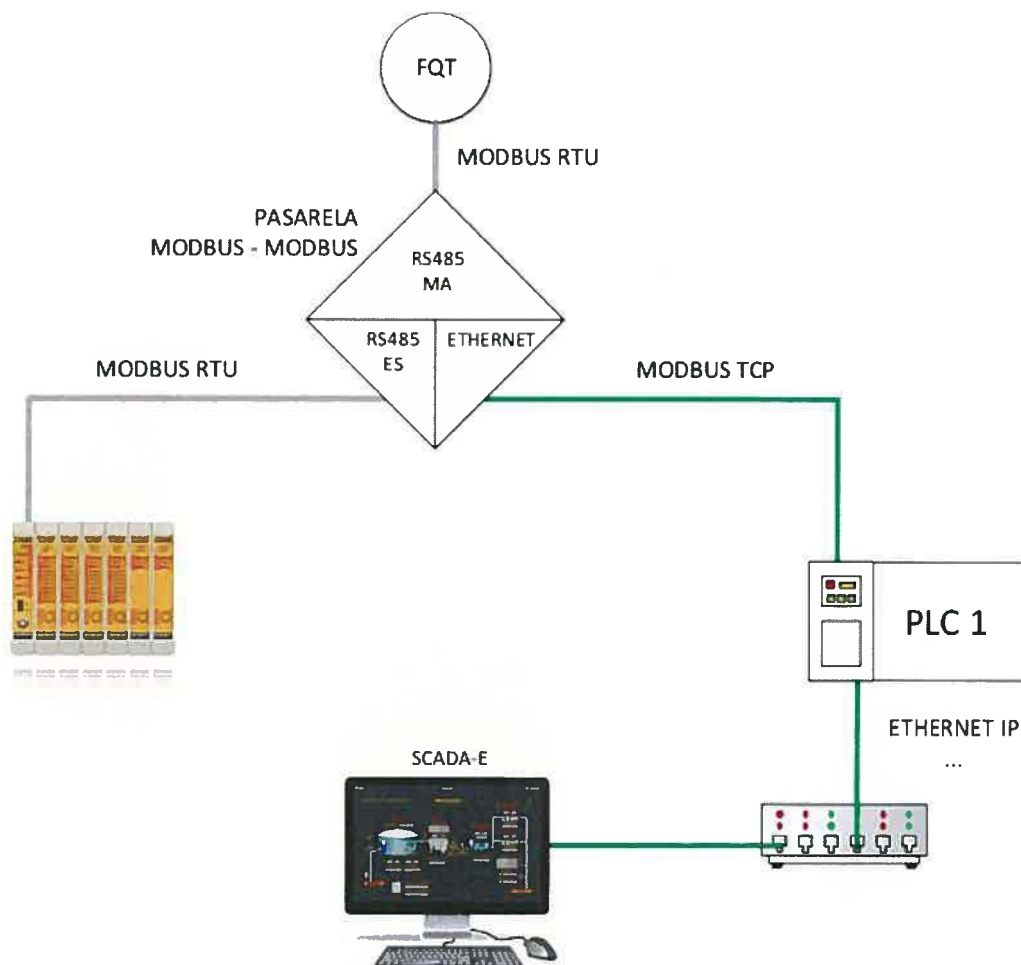 FQT
MODBUS RTU
PASARELA
MODBUS - MODBUS
RS485
MA
RS485
ES
ETHERNET
MODBUS RTU
MODBUS TCP
PLC 1
ETHERNET IP
...
SCADA-E